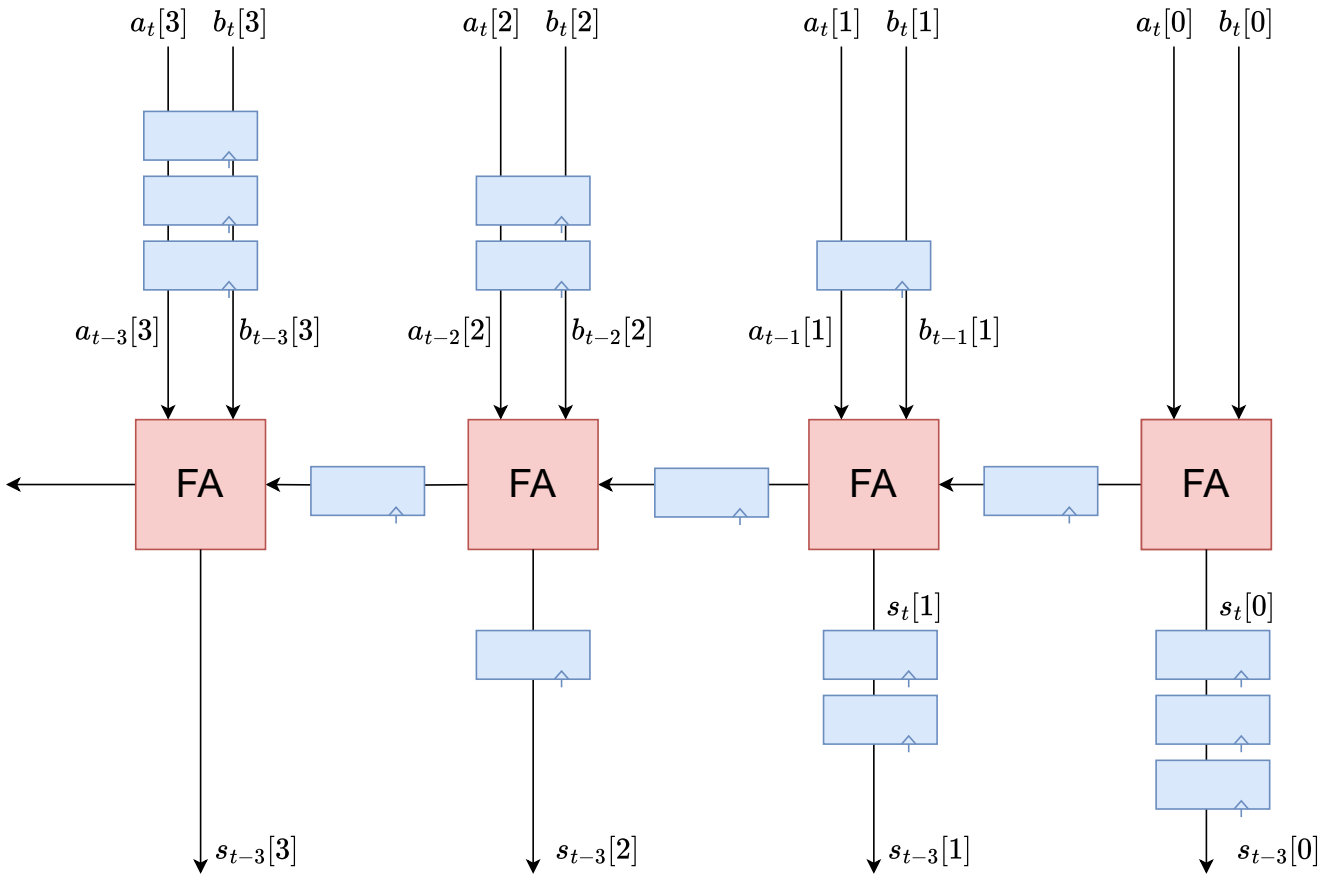 a_t[3] b_t[3] a_t[2] b_t[2] a_t[1] b_t[1] a_t[0] b_t[0]
a_{t−3}[3] b_{t−3}[3] a_{t−2}[2] b_{t−2}[2] a_{t−1}[1] b_{t−1}[1]
FA FA FA FA
s_t[1] s_t[0]
s_{t−3}[3] s_{t−3}[2] s_{t−3}[1] s_{t−3}[0]